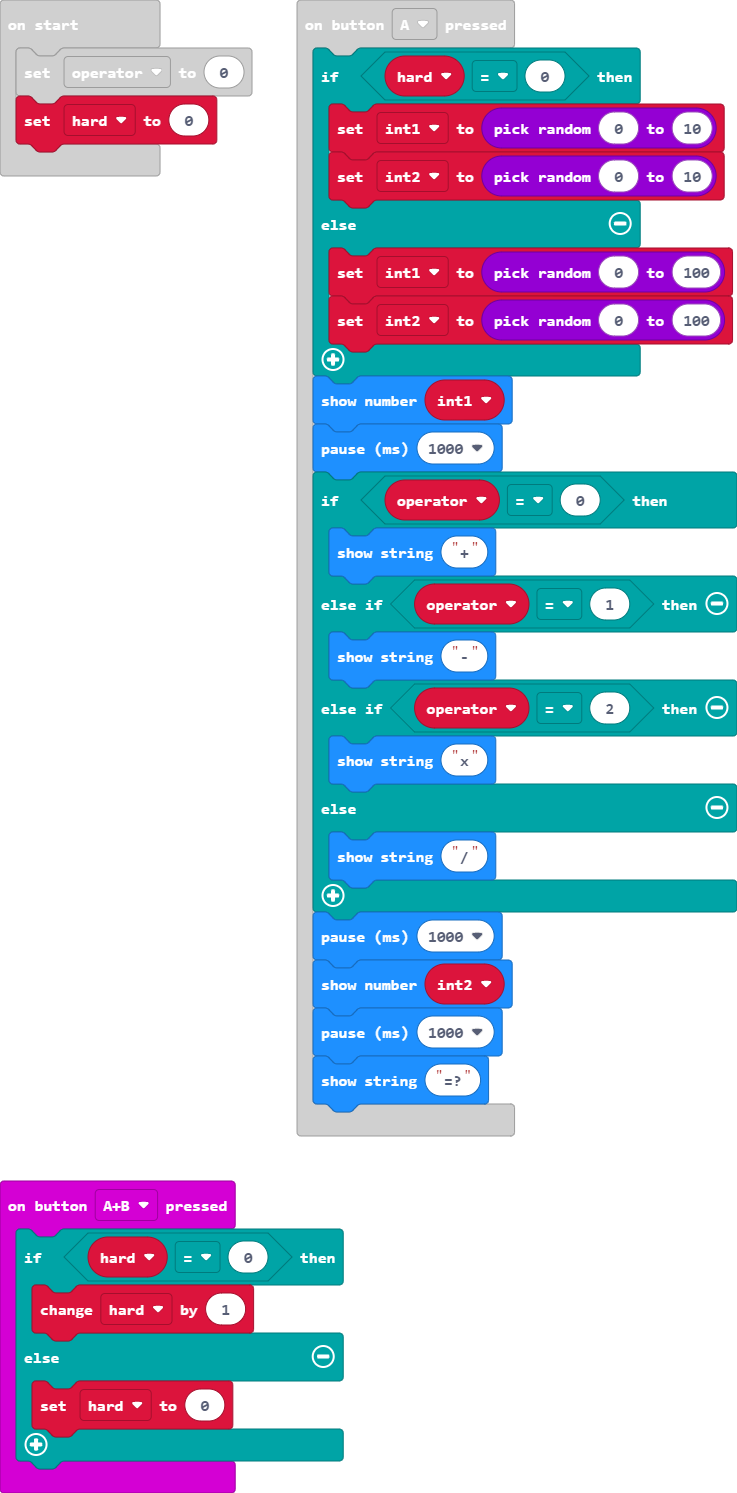 on start
set operator to 0
set hard to 0
on button A pressed
if hard = 0 then
set int1 to pick random 0 to 10
set int2 to pick random 0 to 10
else
set int1 to pick random 0 to 100
set int2 to pick random 0 to 100
show number int1
pause (ms) 1000
if operator = 0 then
show string "+"
else if operator = 1 then
show string "-"
else if operator = 2 then
show string "x"
else
show string "/"
pause (ms) 1000
show number int2
pause (ms) 1000
show string "=?"
on button A+B pressed
if hard = 0 then
change hard by 1
else
set hard to 0